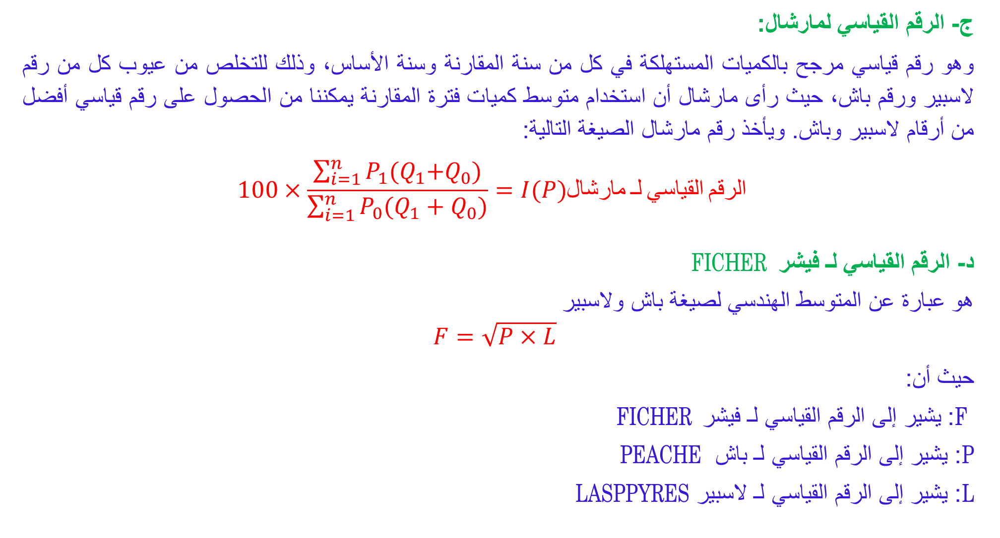 ج- الرقم القياسي لمارشال:
وهو رقم قياسي مرجح بالكميات المستهلكة في كل من سنة المقارنة وسنة الأساس، وذلك للتخلص من عيوب كل من رقم
لاسبير ورقم باش، حيث رأى مارشال أن استخدام متوسط كميات فترة المقارنة يمكننا من الحصول على رقم قياسي أفضل
من أرقام لاسبير وباش. ويأخذ رقم مارشال الصيغة التالية:
$100 \times \frac{\sum_{i=1}^{n} P_1(Q_1+Q_0)}{\sum_{i=1}^{n} P_0(Q_1+Q_0)} = I(P)$الرقم القياسي لـ مارشال
د- الرقم القياسي لـ فيشر FICHER
هو عبارة عن المتوسط الهندسي لصيغة باش ولاسبير
$F = \sqrt{P \times L}$
حيث أن:
F: يشير إلى الرقم القياسي لـ فيشر FICHER
P: يشير إلى الرقم القياسي لـ باش PEACHE
L: يشير إلى الرقم القياسي لـ لاسبير LASPPYRES